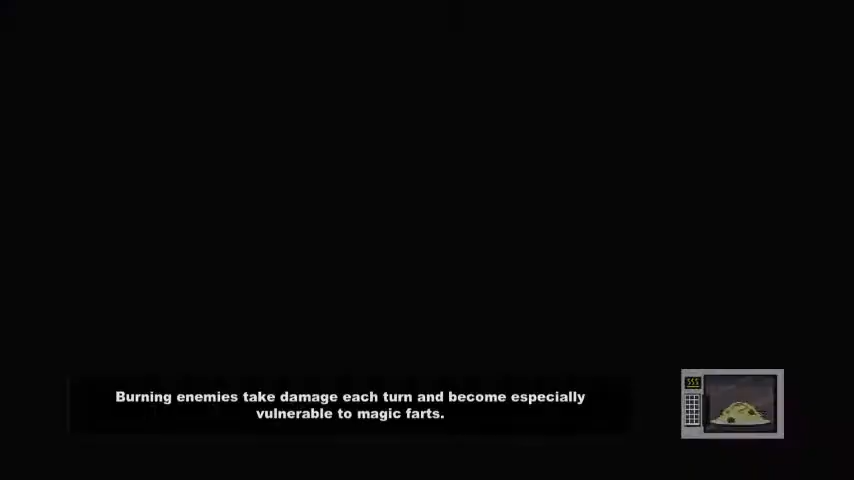 Burning enemies take damage each turn and become especially
vulnerable to magic farts.